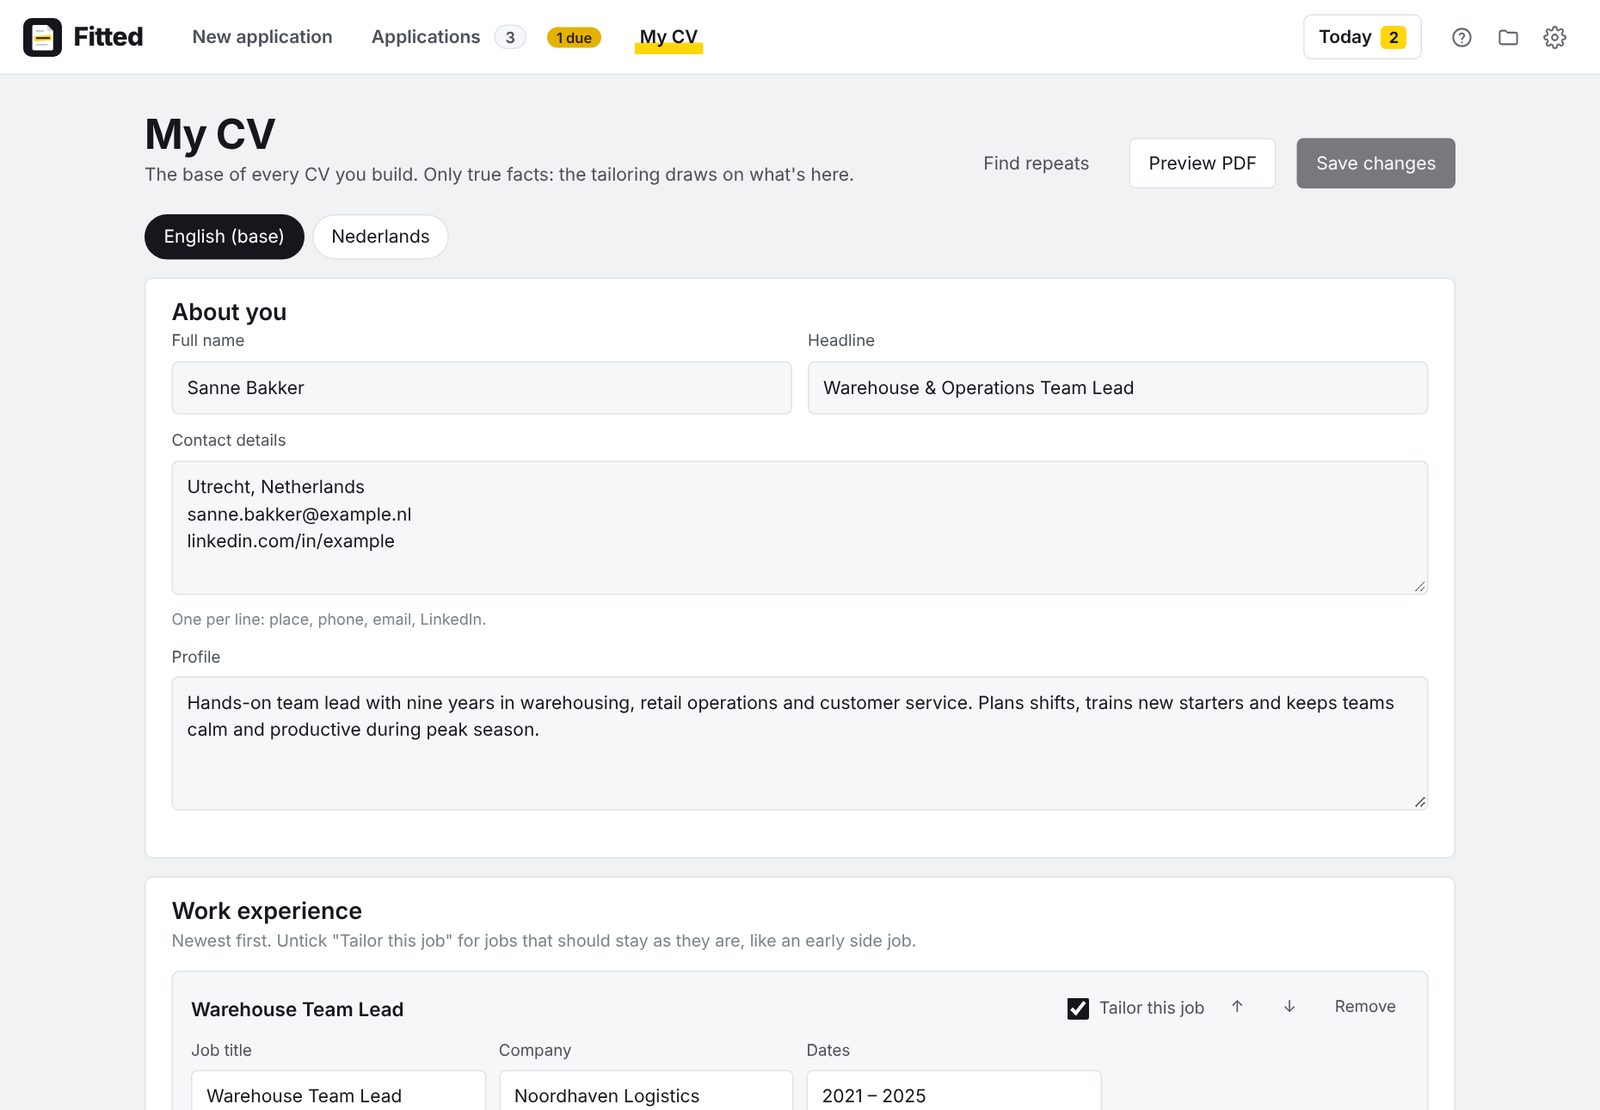 Fitted
New application
Applications 3
1 due
My CV
Today 2
My CV
The base of every CV you build. Only true facts: the tailoring draws on what's here.
Find repeats
Preview PDF
Save changes
English (base)
Nederlands
About you
Full name
Headline
Sanne Bakker
Warehouse & Operations Team Lead
Contact details
Utrecht, Netherlands
sanne.bakker@example.nl
linkedin.com/in/example
One per line: place, phone, email, LinkedIn.
Profile
Hands-on team lead with nine years in warehousing, retail operations and customer service. Plans shifts, trains new starters and keeps teams
calm and productive during peak season.
Work experience
Newest first. Untick "Tailor this job" for jobs that should stay as they are, like an early side job.
Warehouse Team Lead
Tailor this job
↑
↓
Remove
Job title
Company
Dates
Warehouse Team Lead
Noordhaven Logistics
2021 – 2025